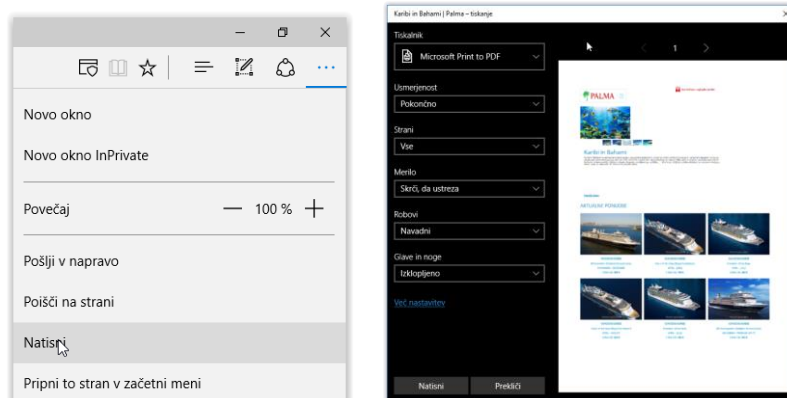 Novo okno
Novo okno InPrivate
Povečaj
100 %
Pošlji v napravo
Poišči na strani
Natisni
Pripni to stran v začetni meni
Karibi in Bahami | Palma – tiskanje
Tiskalnik
Microsoft Print to PDF
Usmerjenost
Pokončno
Strani
Vse
Merilo
Skrči, da ustreza
Robovi
Navadni
Glave in noge
Izklopljeno
Več nastavitev
Natisni
Prekliči
1
PALMA
Karibi in Bahami
AKTUALNE PONUDBE